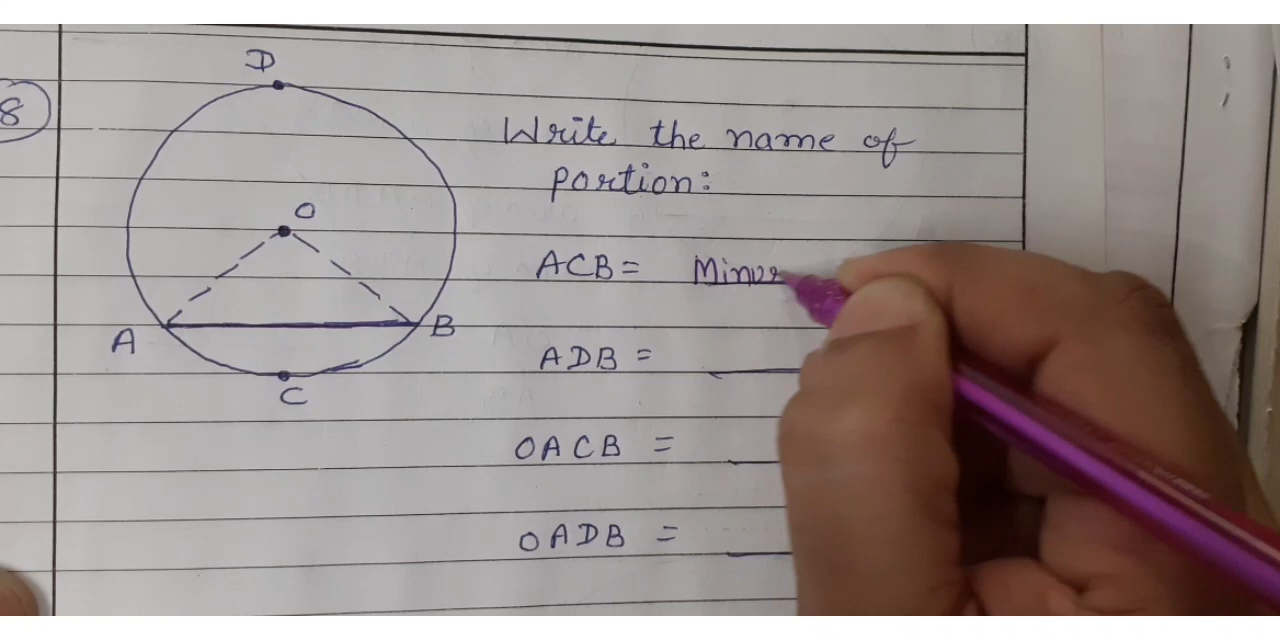 8
D
O
A
B
C
Write the name of
portion:
ACB = Minor
ADB =
OACB =
OADB =